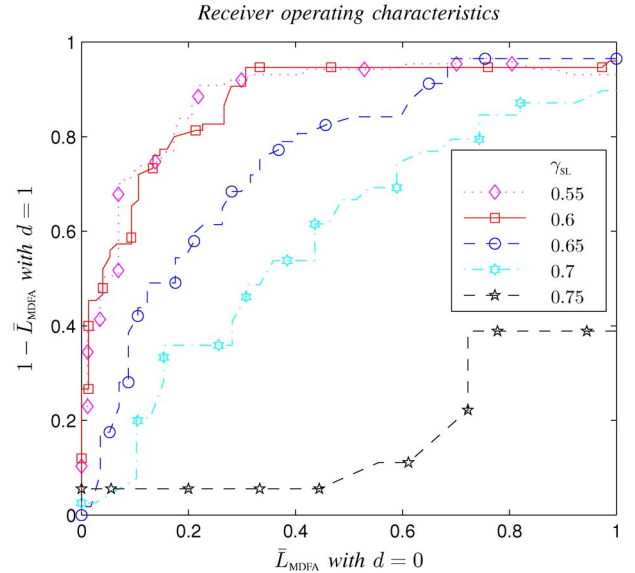 Receiver operating characteristics
1
0.8
0.6
0.4
0.2
0
1 − L̄MDFA with d = 1
γSL
0.55
0.6
0.65
0.7
0.75
0 0.2 0.4 0.6 0.8 1
L̄MDFA with d = 0